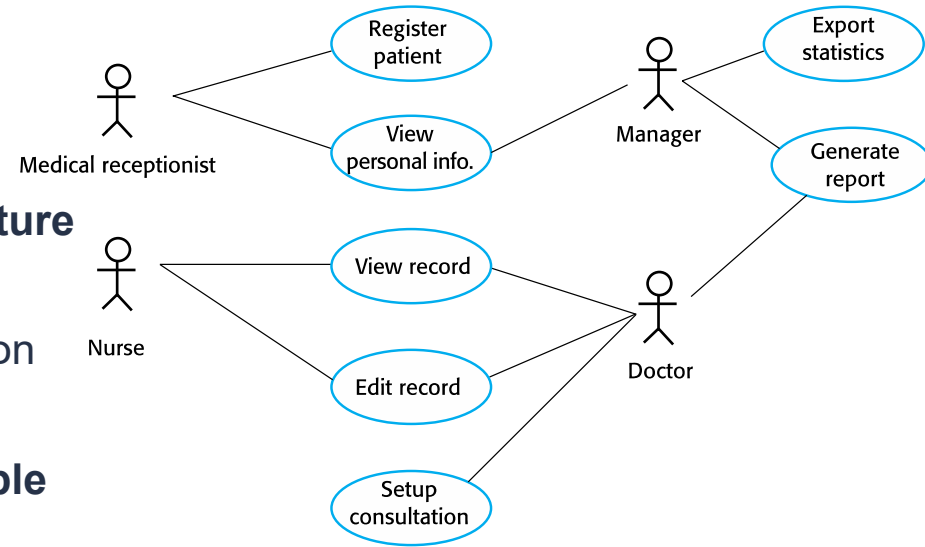 Register
patient
Export
statistics
Medical receptionist
View
personal info.
Manager
Generate
report
ture
Nurse
View record
on
Edit record
Doctor
ple
Setup
consultation